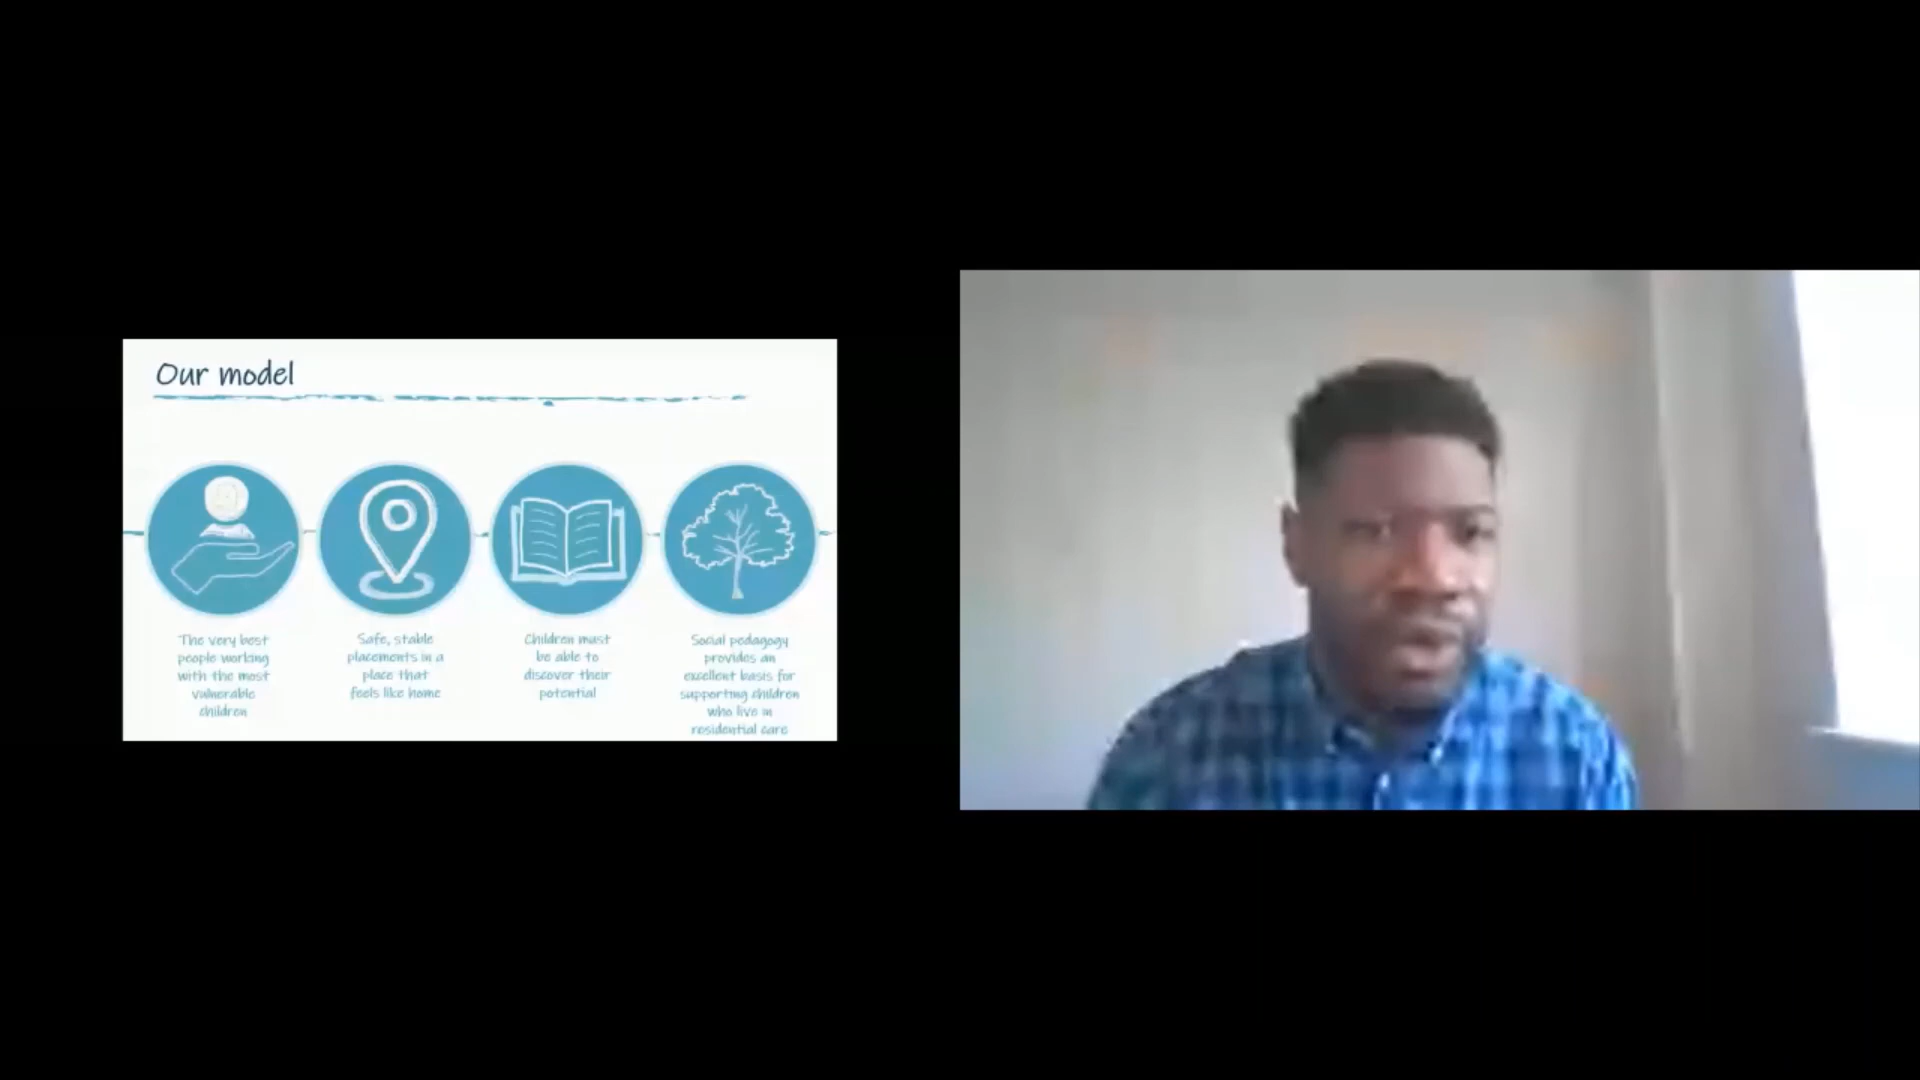 Our model
The very best
people working
with the most
vulnerable
children
Safe, stable
placements in a
place that
feels like home
Children must
be able to
discover their
potential
Social pedagogy
provides an
excellent basis for
supporting children
who live in
residential care